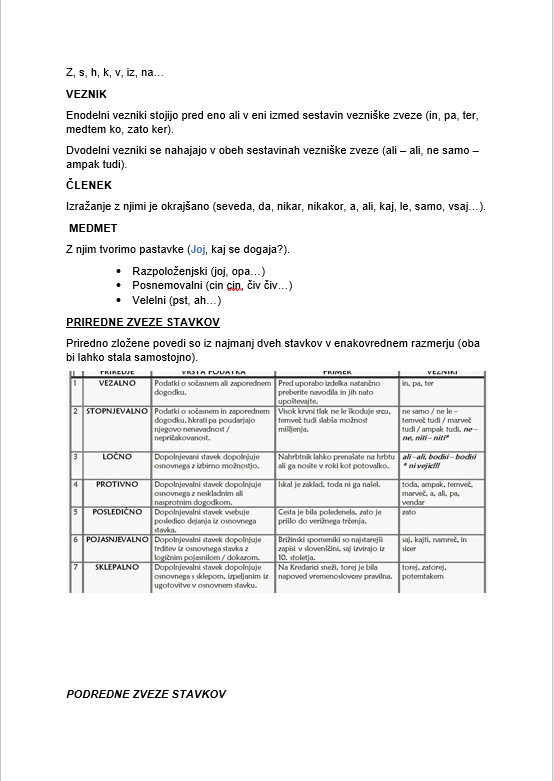 Z, s, h, k, v, iz, na…
VEZNIK
Enodelni vezniki stojijo pred eno ali v eni izmed sestavin vezniške zveze (in, pa, ter,
medtem ko, zato ker).
Dvodelni vezniki se nahajajo v obeh sestavinah vezniške zveze (ali – ali, ne samo –
ampak tudi).
ČLENEK
Izražanje z njimi je okrajšano (seveda, da, nikar, nikakor, a, ali, kaj, le, samo, vsaj…).
MEDMET
Z njim tvorimo pastavke (Joj, kaj se dogaja?).
• Razpoloženjski (joj, opa…)
• Posnemovalni (cin cin, čiv čiv…)
• Velelni (pst, ah…)
PRIREDNE ZVEZE STAVKOV
Priredno zložene povedi so iz najmanj dveh stavkov v enakovrednem razmerju (oba
bi lahko stala samostojno).
PRIREDJE VRSTA PODATKA PRIMER VEZNIKI
1 VEZALNO Podatki o sočasnem ali zaporednem Pred uporabo izdelka natančno in, pa, ter
dogodku. preberite navodila in jih nato
upoštevajte.
2 STOPNJEVALNO Podatki o sočasnem in zaporednem Visok krvni tlak ne le škoduje srcu, ne samo / ne le –
dogodku, hkrati pa poudarjajo temveč tudi slabša možnost temveč tudi / marveč
njegovo nenavadnost / mišljenja. tudi / ampak tudi, ne –
nepričakovanost. ne, niti – niti*
3 LOČNO Dopolnjevani stavek dopolnjuje Nahrbtnik lahko prenašate na hrbtu ali –ali, bodisi – bodisi
osnovnega z izbirno možnostjo. ali ga nosite v roki kot potovalko. * ni vejic!!!
4 PROTIVNO Dopolnjevalni stavek dopolnjuje Iskal je zaklad, toda ni ga našel. toda, ampak, temveč,
osnovnega z neskladnim ali marveč, a, ali, pa,
nasprotnim dogodkom. vendar
5 POSLEDIČNO Dopolnjevalni stavek vsebuje Cesta je bila poledenela, zato je zato
posledico dejanja iz osnovnega prišlo do verižnega trčenja.
stavka.
6 POJASNJEVALNO Dopolnjevalni stavek dopolnjuje Brižinski spomeniki so najstarejši saj, kajti, namreč, in
trditev iz osnovnega stavka z zapisi v slovenščini, saj izvirajo iz sicer
logičnim pojasnilom / dokazom. 10. stoletja.
7 SKLEPALNO Dopolnjevalni stavek dopolnjuje Na Kredarici sneži, torej je bila torej, zatorej,
osnovnega s sklepom, izpeljanim iz napoved vremenoslovcev pravilna. potemtakem
ugotovitve v osnovnem stavku.
PODREDNE ZVEZE STAVKOV